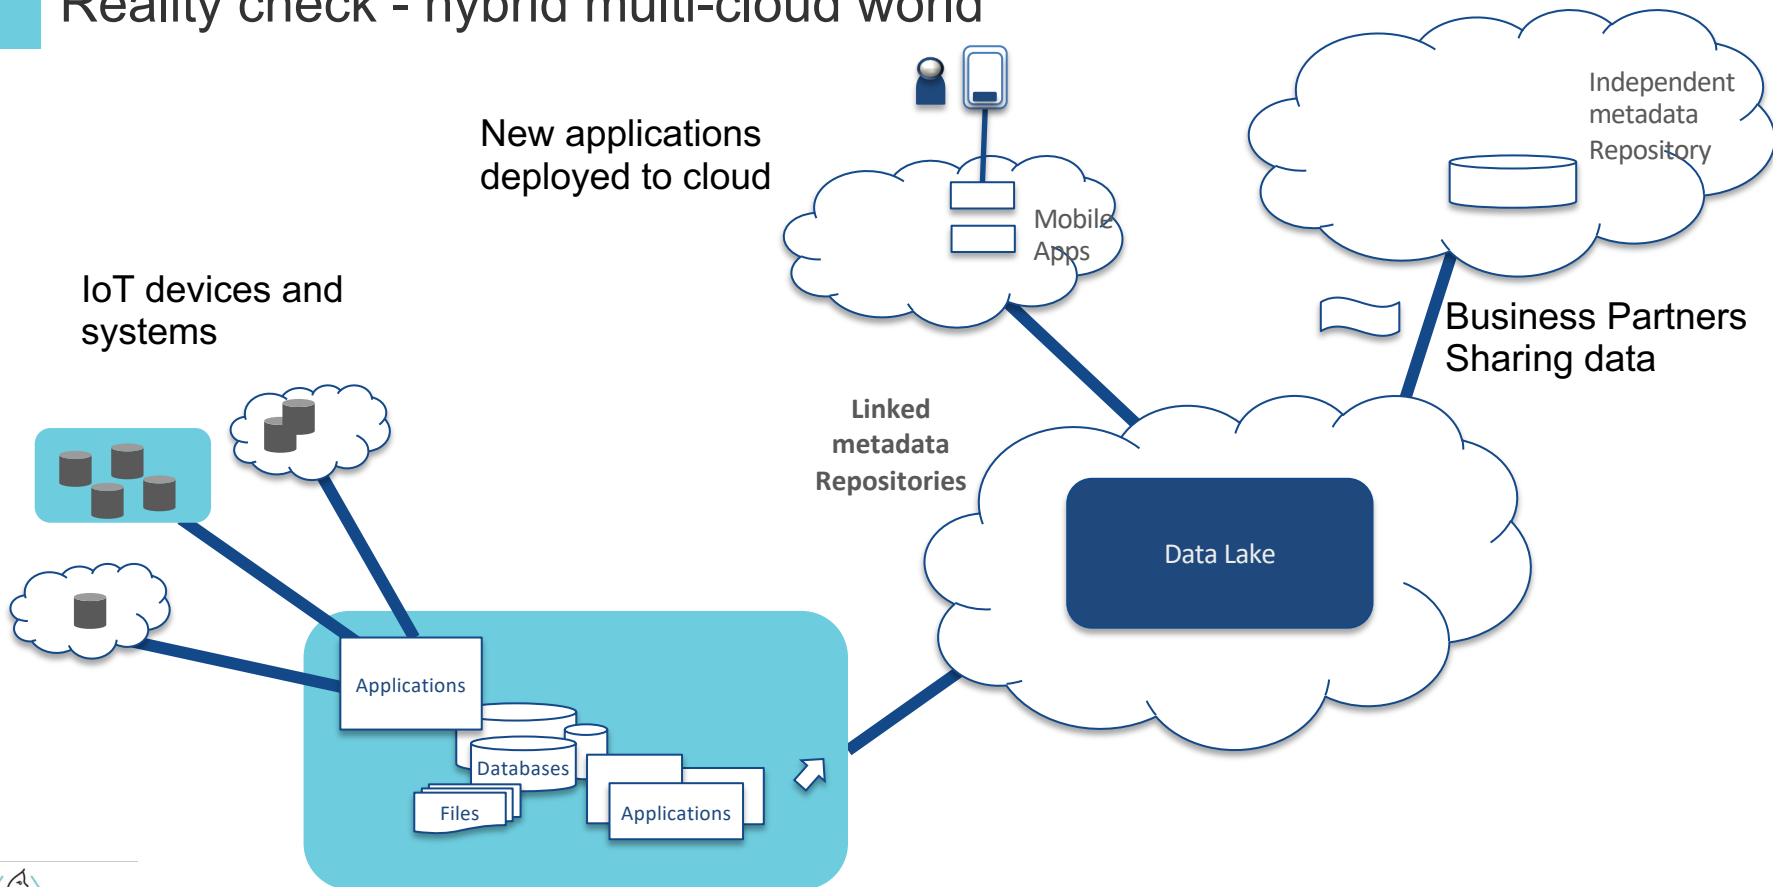 Reality check - hybrid multi-cloud world
Independent
metadata
Repository
New applications
deployed to cloud
Mobile
Apps
IoT devices and
systems
Business Partners
Sharing data
Linked
metadata
Repositories
Data Lake
Applications
Databases
Files
Applications